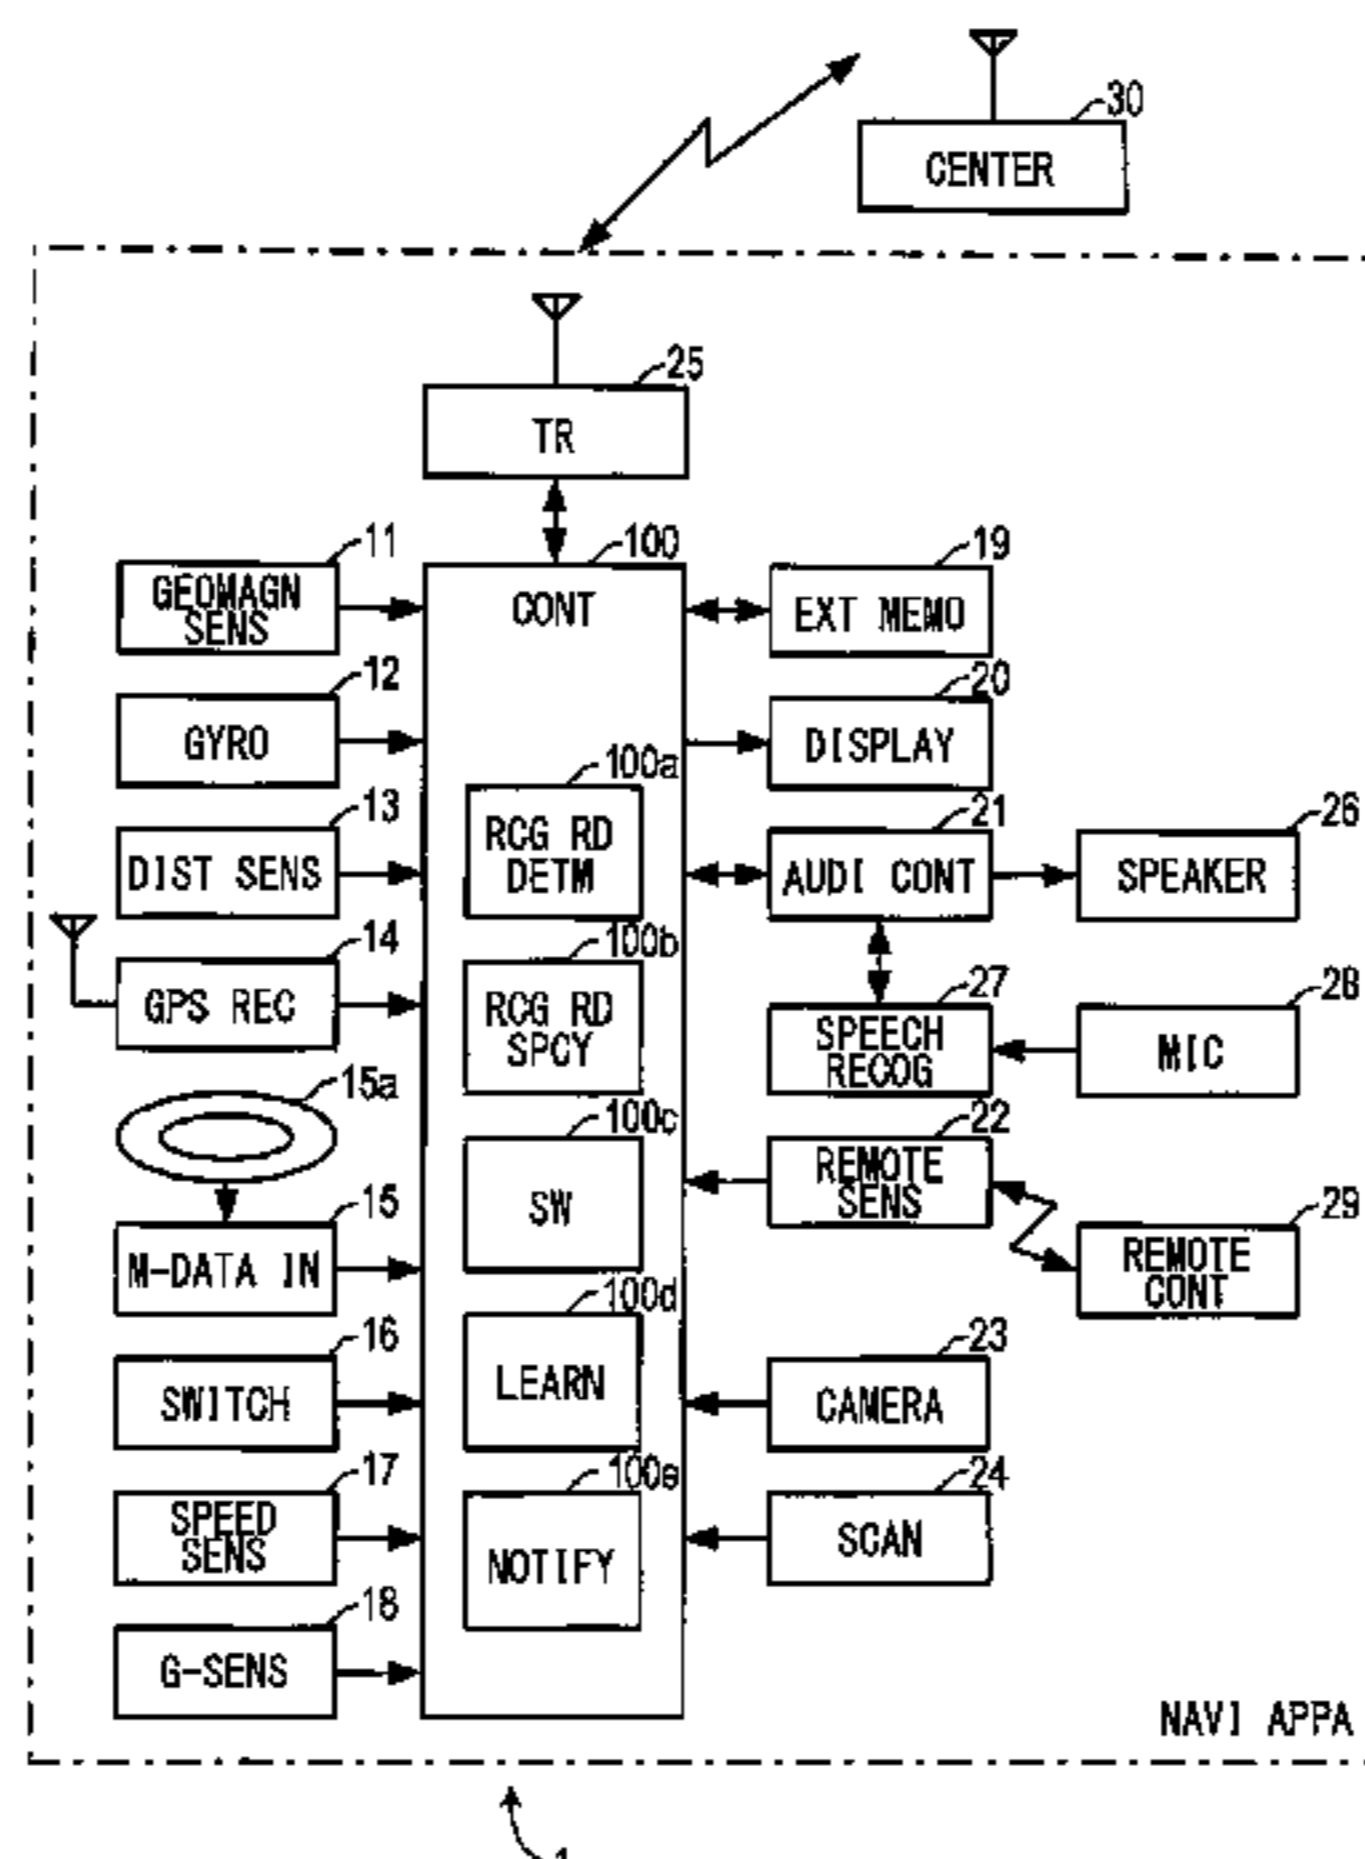 30
CENTER
25
TR
11
GEOMAGN
SENS
100
CONT
19
EXT MEMO
12
GYRO
20
DISPLAY
100a
RCG RD
DETM
13
DIST SENS
21
AUDI CONT
26
SPEAKER
14
GPS REC
100b
RCG RD
SPCY
27
SPEECH
RECOG
28
MIC
15a
100c
SW
22
REMOTE
SENS
15
M-DATA IN
29
REMOTE
CONT
100d
LEARN
16
SWITCH
23
CAMERA
17
SPEED
SENS
100e
NOTIFY
24
SCAN
18
G-SENS
NAVI APPA
1